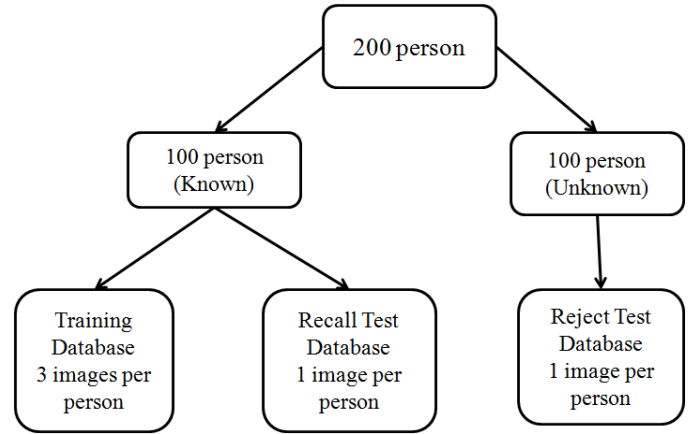 200 person
100 person
(Known)
100 person
(Unknown)
Training
Database
3 images per
person
Recall Test
Database
1 image per
person
Reject Test
Database
1 image per
person